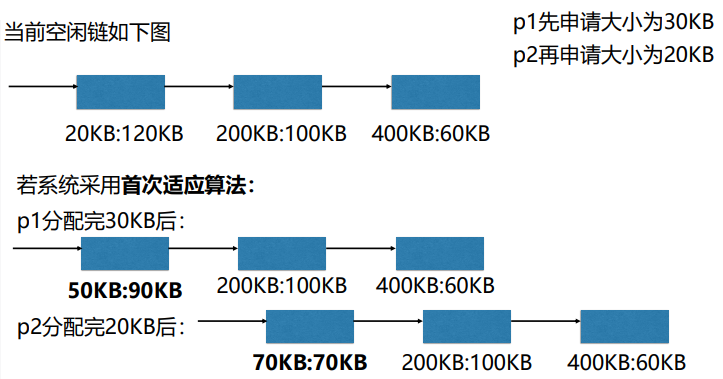 当前空闲链如下图
p1先申请大小为30KB
p2再申请大小为20KB
20KB:120KB 200KB:100KB 400KB:60KB
若系统采用首次适应算法：
p1分配完30KB后：
50KB:90KB 200KB:100KB 400KB:60KB
p2分配完20KB后：
70KB:70KB 200KB:100KB 400KB:60KB